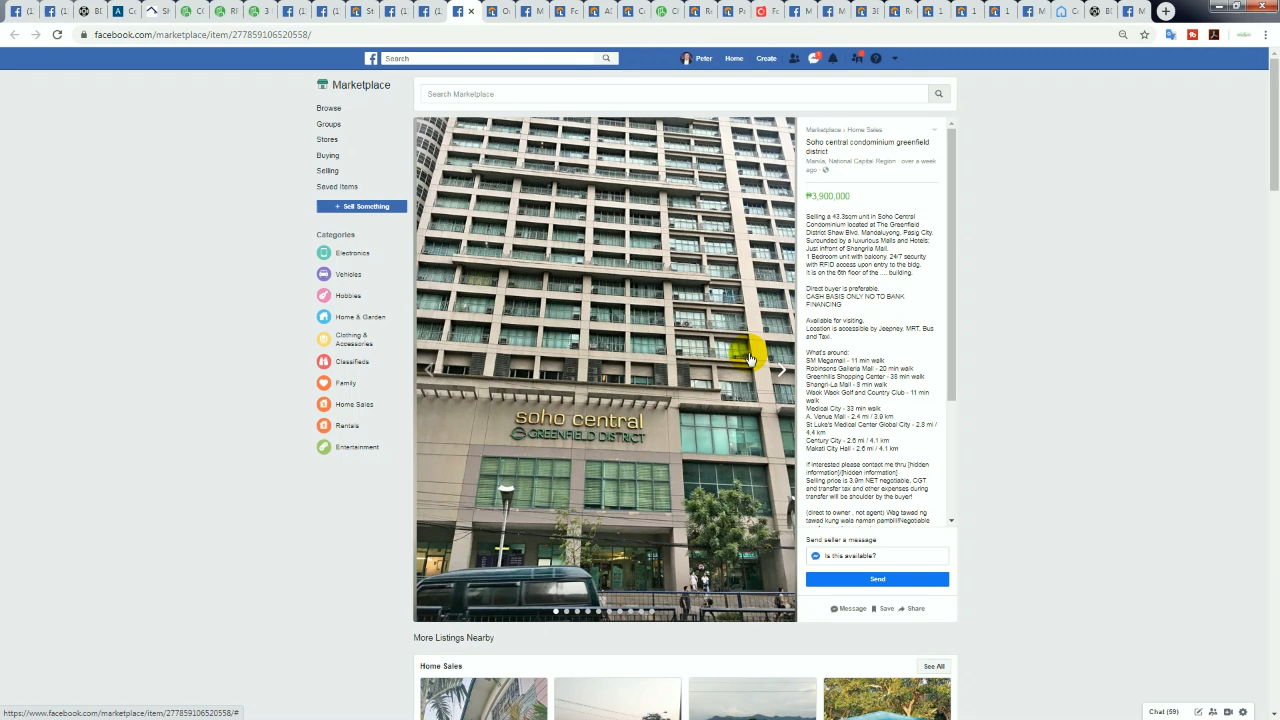 facebook.com/marketplace/item/277859106520558/
Search
Peter
Home
Create
Marketplace
Browse
Groups
Stores
Buying
Selling
Saved Items
+ Sell Something
Categories
Electronics
Vehicles
Hobbies
Home & Garden
Clothing &
Accessories
Classifieds
Family
Home Sales
Rentals
Entertainment
Search Marketplace
soho central
GREENFIELD DISTRICT
Marketplace › Home Sales
Soho central condominium greenfield
district
Manila, National Capital Region · over a week
ago ·
₱3,900,000
Selling a 43.3sqm unit in Soho Central
Condominium located at The Greenfield
District Shaw Blvd, Mandaluyong, Pasig City.
Surounded by a luxurious Malls and Hotels;
Just infront of Shangrila Mall.
1 Bedroom unit with balcony. 24/7 security
with RFID access upon entry to the bldg.
It is on the 6th floor of the .... building.
Direct buyer is preferable.
CASH BASIS ONLY NO TO BANK
FINANCING
Available for visiting.
Location is accessible by Jeepney, MRT, Bus
and Taxi.
What's around:
SM Megamall - 11 min walk
Robinsons Galleria Mall - 20 min walk
Greenhills Shopping Center - 38 min walk
Shangri-La Mall - 8 min walk
Wack Wack Golf and Country Club - 11 min
walk
Medical City - 33 min walk
A. Venue Mall - 2.4 mi / 3.9 km
St Luke's Medical Center Global City - 2.8 mi /
4.4 km
Century City - 2.6 mi / 4.1 km
Makati City Hall - 2.6 mi / 4.1 km
If interested please contact me thru [hidden
information]/[hidden information]
Selling price is 3.9m NET negotiable. CGT
and transfer tax and other expenses during
transfer will be shoulder by the buyer!
(direct to owner : not agent) Wag tawad ng
tawad kung wala naman pambili!Negotiable
Send seller a message
Is this available?
Send
Message
Save
Share
More Listings Nearby
Home Sales
See All
https://www.facebook.com/marketplace/item/277859106520558/#
Chat (59)